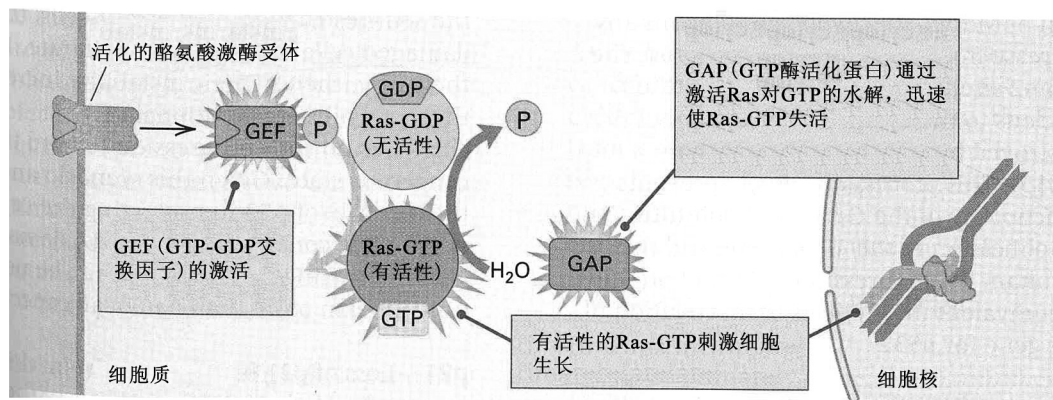 活化的酪氨酸激酶受体
GEF
P
GDP
Ras-GDP
(无活性)
P
GAP(GTP酶活化蛋白)通过
激活Ras对GTP的水解，迅速
使Ras-GTP失活
GEF(GTP-GDP交
换因子)的激活
Ras-GTP
(有活性)
GTP
H₂O
GAP
有活性的Ras-GTP刺激细胞
生长
细胞质
细胞核